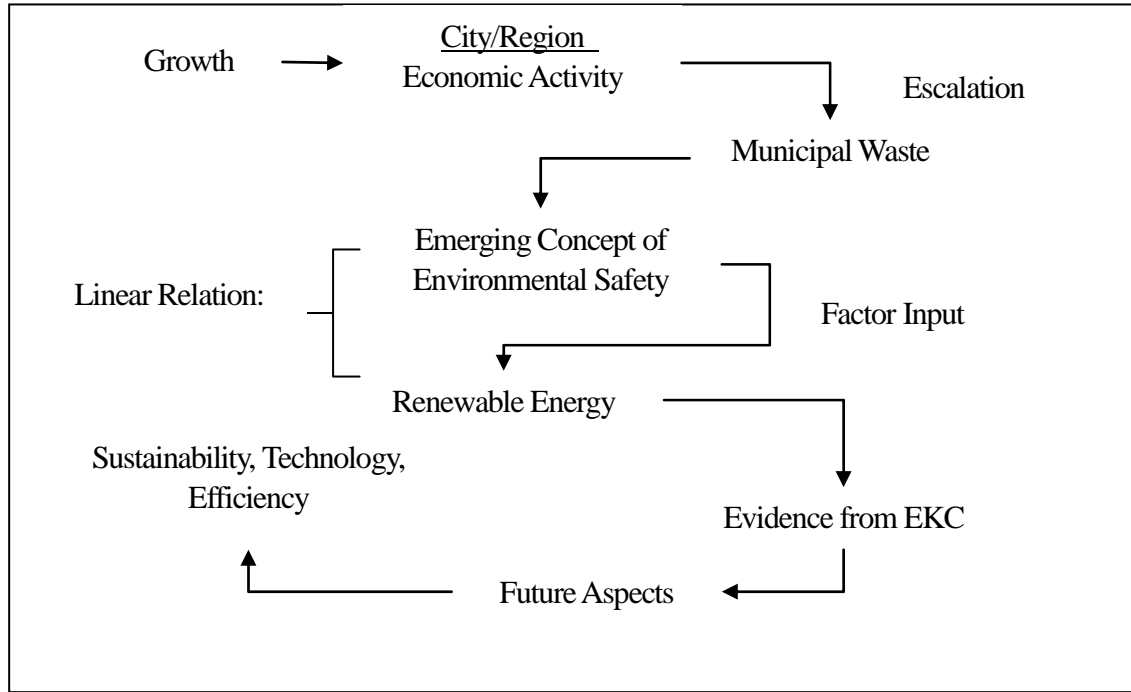 City/Region
Growth
Economic Activity
Escalation
Municipal Waste
Emerging Concept of
Environmental Safety
Linear Relation:
Factor Input
Renewable Energy
Sustainability, Technology,
Efficiency
Evidence from EKC
Future Aspects